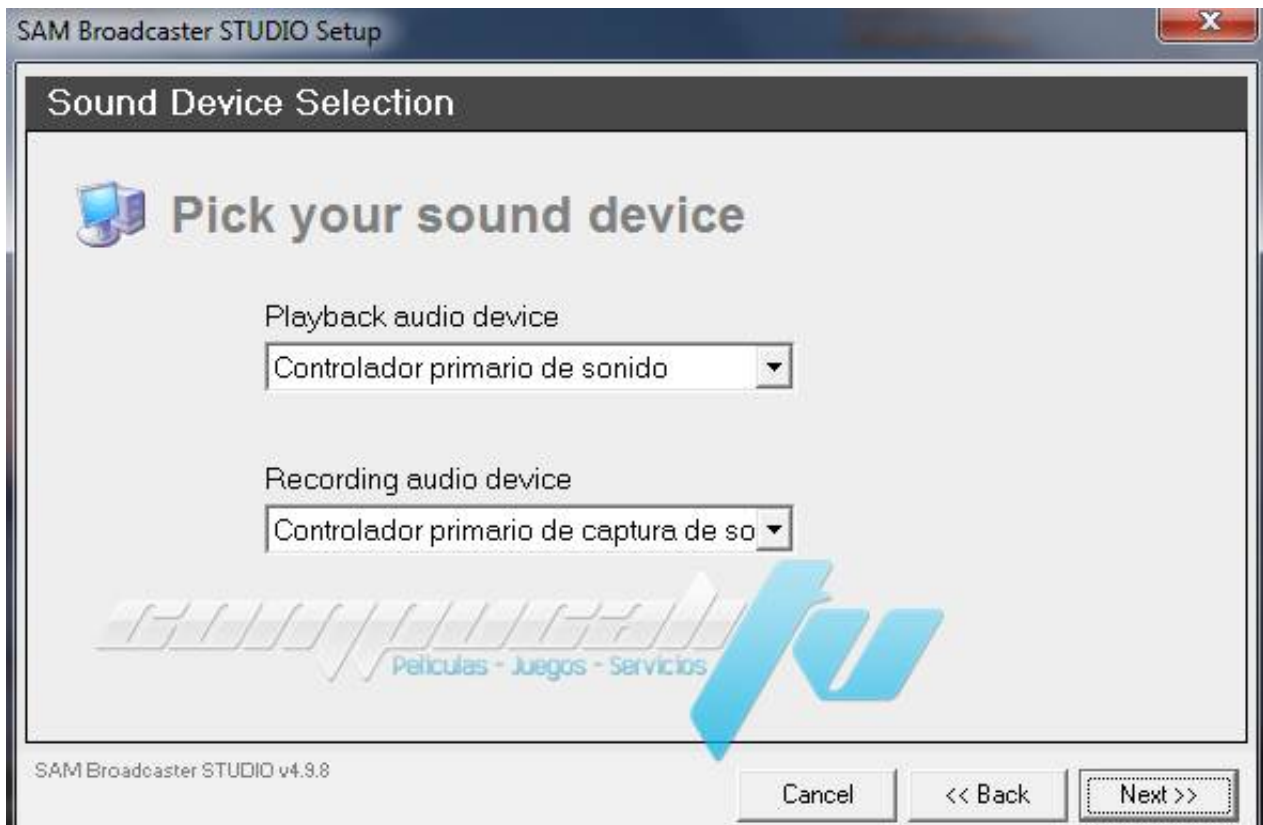 SAM Broadcaster STUDIO Setup
Sound Device Selection
Pick your sound device
Playback audio device
Controlador primario de sonido
Recording audio device
Controlador primario de captura de so
compucalitv
Peliculas - Juegos - Servicios
SAM Broadcaster STUDIO v4.9.8
Cancel
<< Back
Next >>